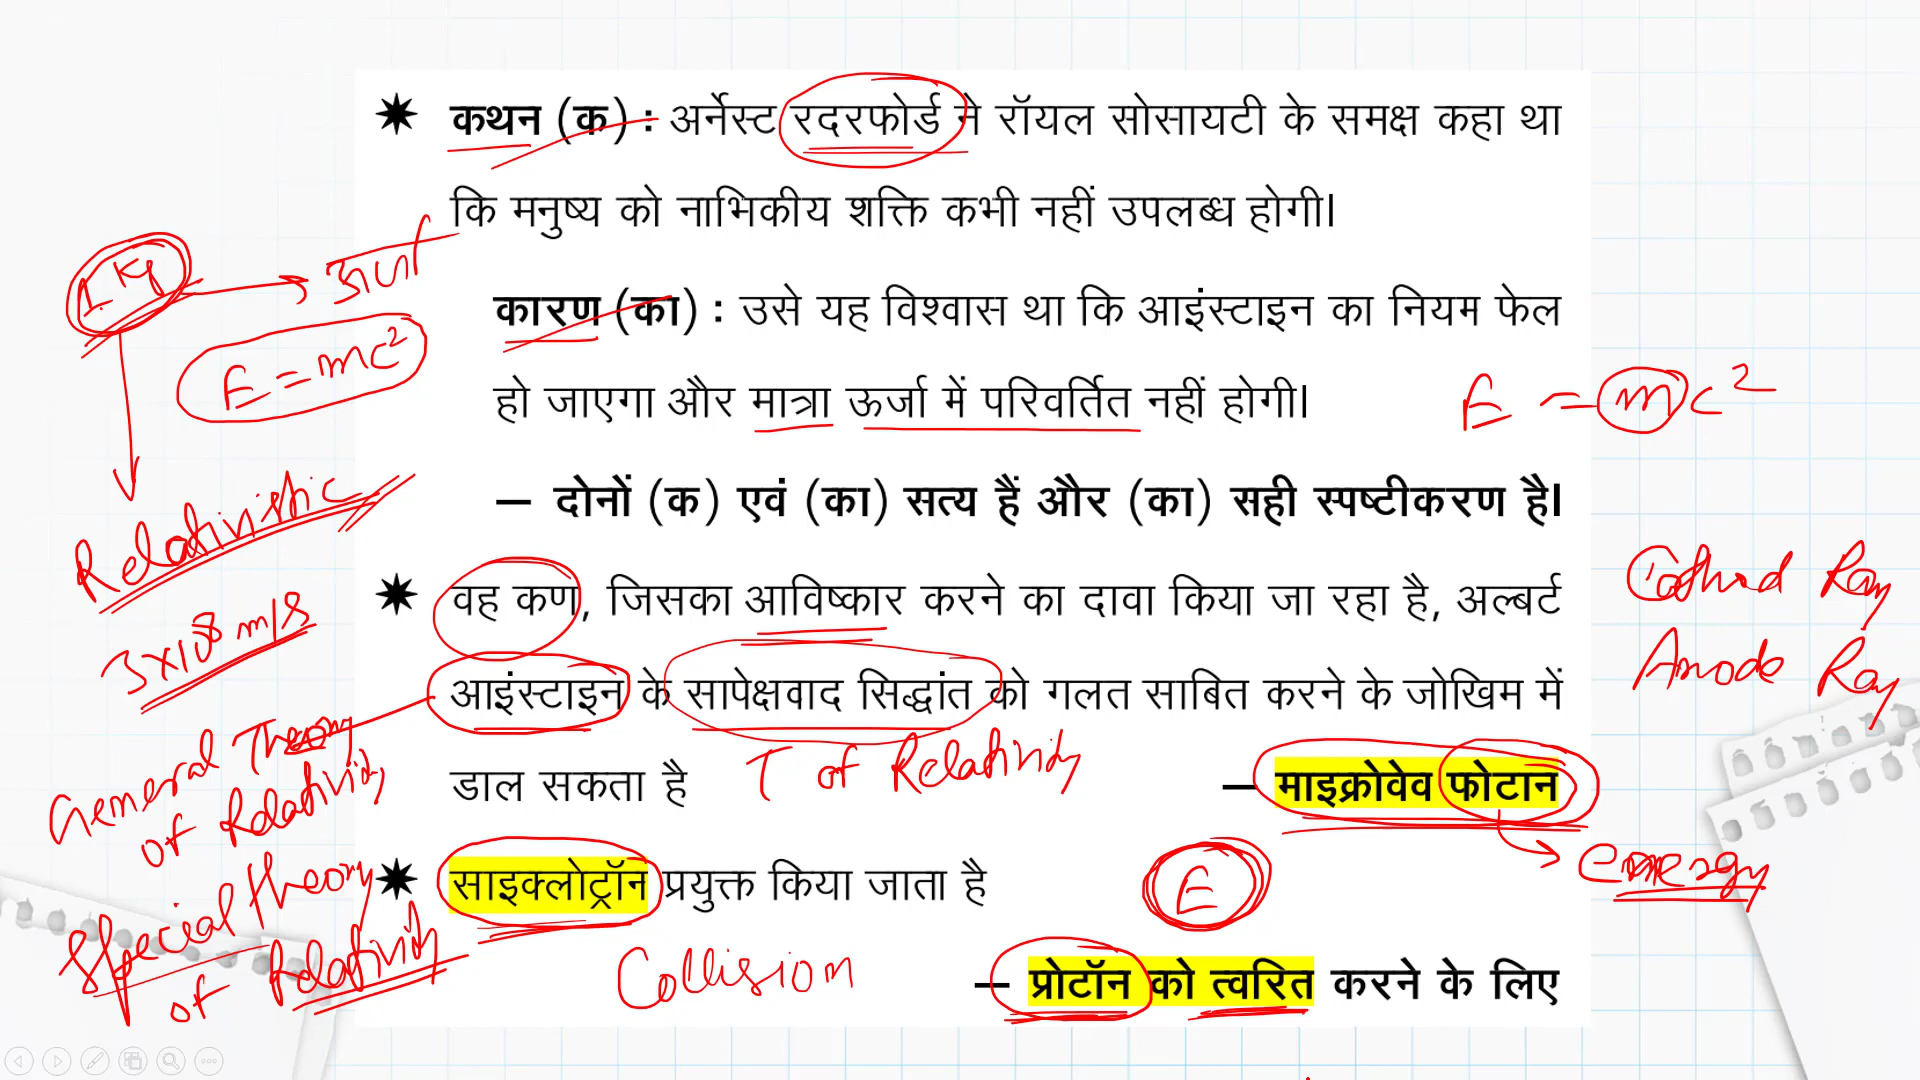 ✷ कथन (क) : अर्नेस्ट रदरफोर्ड ने रॉयल सोसायटी के समक्ष कहा था
कि मनुष्य को नाभिकीय शक्ति कभी नहीं उपलब्ध होगी।
1 Kg → ऊर्जा
E = mc²
कारण (का) : उसे यह विश्वास था कि आइंस्टाइन का नियम फेल
हो जाएगा और मात्रा ऊर्जा में परिवर्तित नहीं होगी।
E = mc²
— दोनों (क) एवं (का) सत्य हैं और (का) सही स्पष्टीकरण है।
Relativistic
3×10⁸ m/s
✷ वह कण, जिसका आविष्कार करने का दावा किया जा रहा है, अल्बर्ट
आइंस्टाइन के सापेक्षवाद सिद्धांत को गलत साबित करने के जोखिम में
डाल सकता है — माइक्रोवेव फोटान
Cathod Ray
Anode Ray
T of Relativity
General Theory
of Relativity
energy
E
Special theory
of Relativity
✷ साइक्लोट्रॉन प्रयुक्त किया जाता है
Collision
— प्रोटॉन को त्वरित करने के लिए